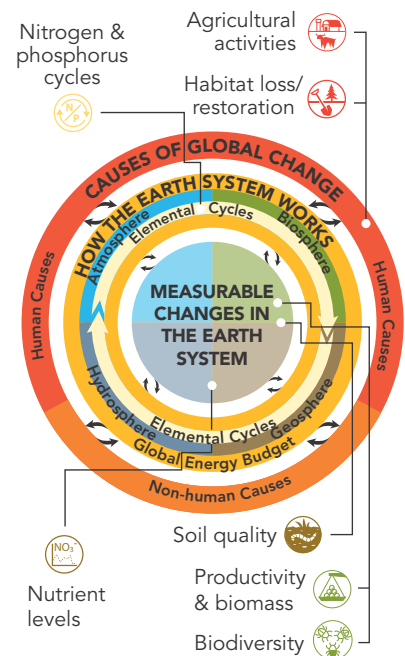 Nitrogen &
phosphorus
cycles
N
P
Agricultural
activities
Habitat loss/
restoration
CAUSES OF GLOBAL CHANGE
HOW THE EARTH SYSTEM WORKS
Elemental Cycles
Atmosphere
Biosphere
Human Causes
Human Causes
MEASURABLE
CHANGES IN
THE EARTH
SYSTEM
Hydrosphere
Geosphere
Elemental Cycles
Global Energy Budget
Non-human Causes
NO3
Nutrient
levels
Soil quality
Productivity
& biomass
Biodiversity